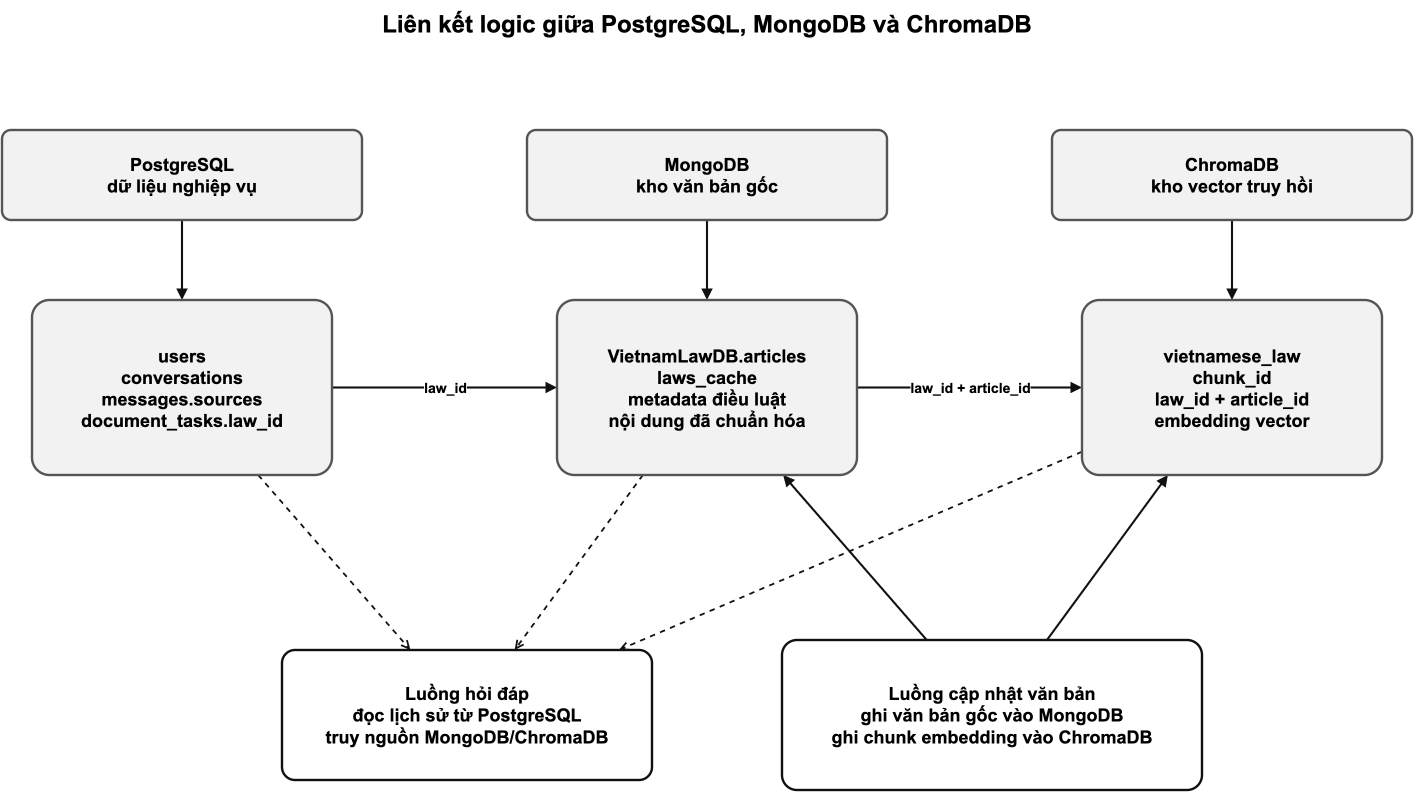 Liên kết logic giữa PostgreSQL, MongoDB và ChromaDB
PostgreSQL
dữ liệu nghiệp vụ
MongoDB
kho văn bản gốc
ChromaDB
kho vector truy hồi
users
conversations
messages.sources
document_tasks.law_id
law_id
VietnamLawDB.articles
laws_cache
metadata điều luật
nội dung đã chuẩn hóa
law_id + article_id
vietnamese_law
chunk_id
law_id + article_id
embedding vector
Luồng hỏi đáp
đọc lịch sử từ PostgreSQL
truy nguồn MongoDB/ChromaDB
Luồng cập nhật văn bản
ghi văn bản gốc vào MongoDB
ghi chunk embedding vào ChromaDB